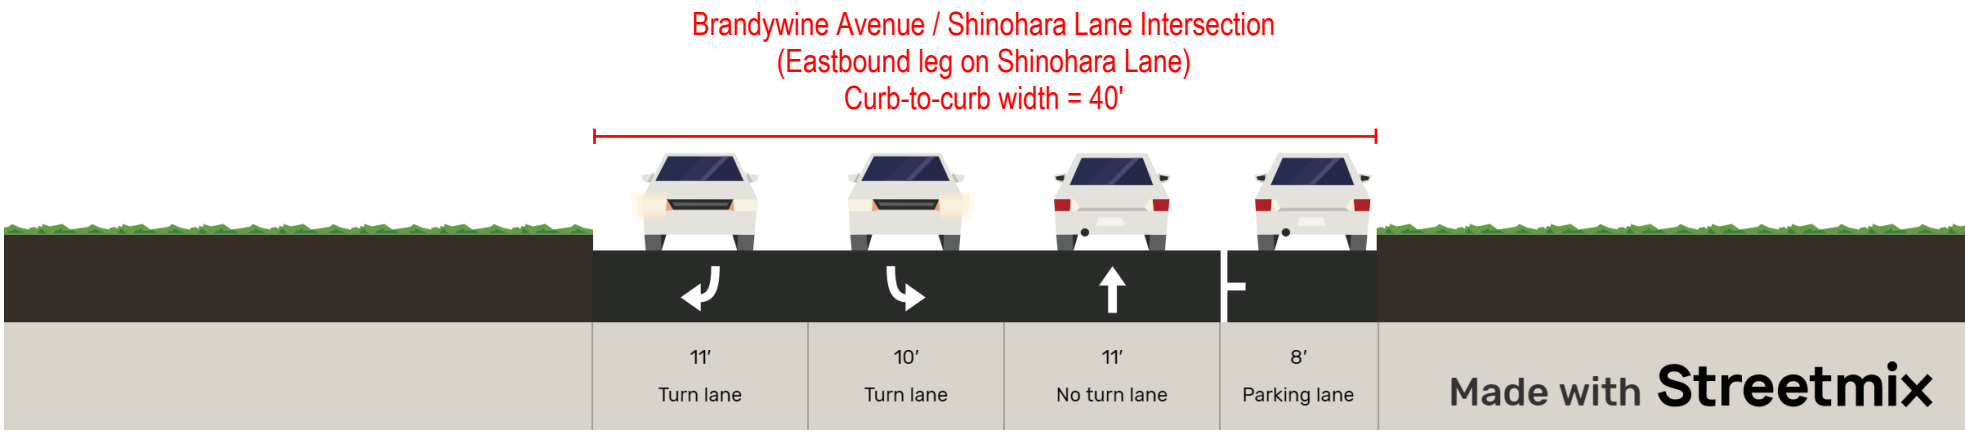 Brandywine Avenue / Shinohara Lane Intersection
(Eastbound leg on Shinohara Lane)
Curb-to-curb width = 40'
11′ 10′ 11′ 8′
Turn lane Turn lane No turn lane Parking lane
Made with Streetmix